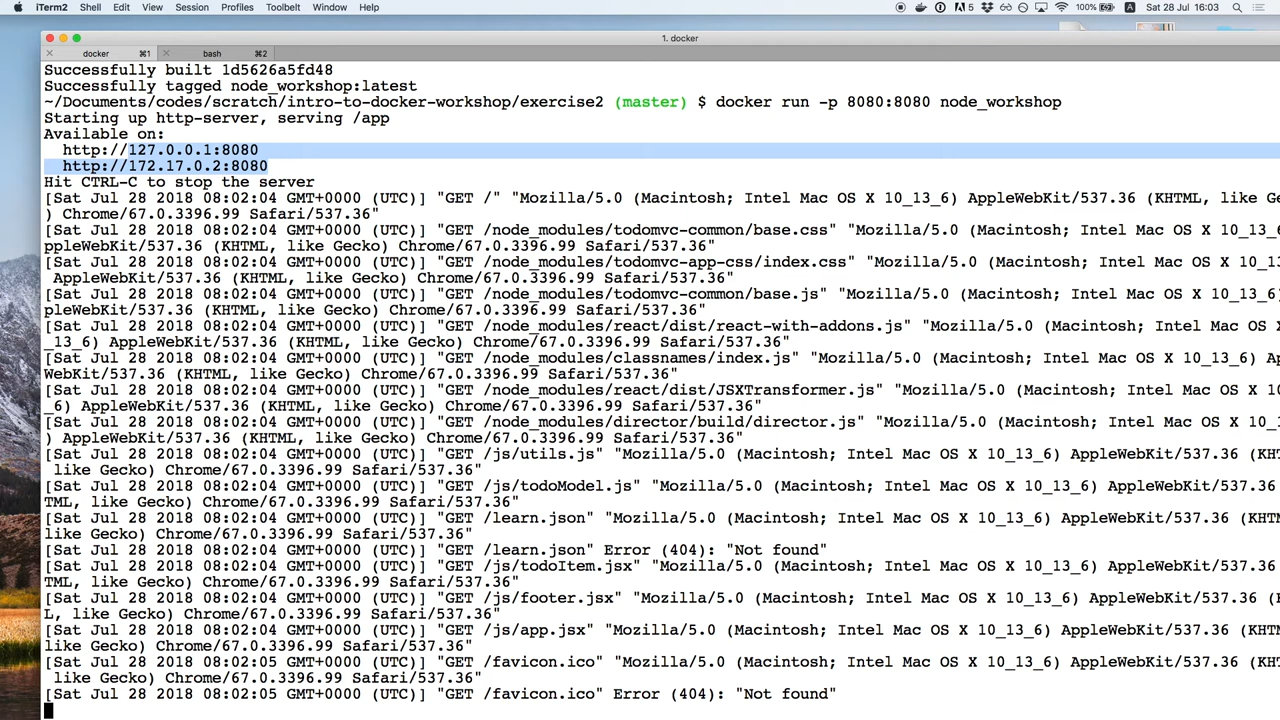 iTerm2 Shell Edit View Session Profiles Toolbelt Window Help 5 100% A Sat 28 Jul 16:03
1. docker
docker ⌘1 bash ⌘2
Successfully built 1d5626a5fd48
Successfully tagged node_workshop:latest
~/Documents/codes/scratch/intro-to-docker-workshop/exercise2 (master) $ docker run -p 8080:8080 node_workshop
Starting up http-server, serving /app
Available on:
http://127.0.0.1:8080
http://172.17.0.2:8080
Hit CTRL-C to stop the server
[Sat Jul 28 2018 08:02:04 GMT+0000 (UTC)] "GET /" "Mozilla/5.0 (Macintosh; Intel Mac OS X 10_13_6) AppleWebKit/537.36 (KHTML, like Ge
) Chrome/67.0.3396.99 Safari/537.36"
[Sat Jul 28 2018 08:02:04 GMT+0000 (UTC)] "GET /node_modules/todomvc-common/base.css" "Mozilla/5.0 (Macintosh; Intel Mac OS X 10_13_6
ppleWebKit/537.36 (KHTML, like Gecko) Chrome/67.0.3396.99 Safari/537.36"
[Sat Jul 28 2018 08:02:04 GMT+0000 (UTC)] "GET /node_modules/todomvc-app-css/index.css" "Mozilla/5.0 (Macintosh; Intel Mac OS X 10_13
AppleWebKit/537.36 (KHTML, like Gecko) Chrome/67.0.3396.99 Safari/537.36"
[Sat Jul 28 2018 08:02:04 GMT+0000 (UTC)] "GET /node_modules/todomvc-common/base.js" "Mozilla/5.0 (Macintosh; Intel Mac OS X 10_13_6)
pleWebKit/537.36 (KHTML, like Gecko) Chrome/67.0.3396.99 Safari/537.36"
[Sat Jul 28 2018 08:02:04 GMT+0000 (UTC)] "GET /node_modules/react/dist/react-with-addons.js" "Mozilla/5.0 (Macintosh; Intel Mac OS X
_13_6) AppleWebKit/537.36 (KHTML, like Gecko) Chrome/67.0.3396.99 Safari/537.36"
[Sat Jul 28 2018 08:02:04 GMT+0000 (UTC)] "GET /node_modules/classnames/index.js" "Mozilla/5.0 (Macintosh; Intel Mac OS X 10_13_6) Ap
WebKit/537.36 (KHTML, like Gecko) Chrome/67.0.3396.99 Safari/537.36"
[Sat Jul 28 2018 08:02:04 GMT+0000 (UTC)] "GET /node_modules/react/dist/JSXTransformer.js" "Mozilla/5.0 (Macintosh; Intel Mac OS X 10
_6) AppleWebKit/537.36 (KHTML, like Gecko) Chrome/67.0.3396.99 Safari/537.36"
[Sat Jul 28 2018 08:02:04 GMT+0000 (UTC)] "GET /node_modules/director/build/director.js" "Mozilla/5.0 (Macintosh; Intel Mac OS X 10_1
) AppleWebKit/537.36 (KHTML, like Gecko) Chrome/67.0.3396.99 Safari/537.36"
[Sat Jul 28 2018 08:02:04 GMT+0000 (UTC)] "GET /js/utils.js" "Mozilla/5.0 (Macintosh; Intel Mac OS X 10_13_6) AppleWebKit/537.36 (KHT
like Gecko) Chrome/67.0.3396.99 Safari/537.36"
[Sat Jul 28 2018 08:02:04 GMT+0000 (UTC)] "GET /js/todoModel.js" "Mozilla/5.0 (Macintosh; Intel Mac OS X 10_13_6) AppleWebKit/537.36
TML, like Gecko) Chrome/67.0.3396.99 Safari/537.36"
[Sat Jul 28 2018 08:02:04 GMT+0000 (UTC)] "GET /learn.json" "Mozilla/5.0 (Macintosh; Intel Mac OS X 10_13_6) AppleWebKit/537.36 (KHTM
like Gecko) Chrome/67.0.3396.99 Safari/537.36"
[Sat Jul 28 2018 08:02:04 GMT+0000 (UTC)] "GET /learn.json" Error (404): "Not found"
[Sat Jul 28 2018 08:02:04 GMT+0000 (UTC)] "GET /js/todoItem.jsx" "Mozilla/5.0 (Macintosh; Intel Mac OS X 10_13_6) AppleWebKit/537.36
TML, like Gecko) Chrome/67.0.3396.99 Safari/537.36"
[Sat Jul 28 2018 08:02:04 GMT+0000 (UTC)] "GET /js/footer.jsx" "Mozilla/5.0 (Macintosh; Intel Mac OS X 10_13_6) AppleWebKit/537.36 (K
L, like Gecko) Chrome/67.0.3396.99 Safari/537.36"
[Sat Jul 28 2018 08:02:04 GMT+0000 (UTC)] "GET /js/app.jsx" "Mozilla/5.0 (Macintosh; Intel Mac OS X 10_13_6) AppleWebKit/537.36 (KHTM
like Gecko) Chrome/67.0.3396.99 Safari/537.36"
[Sat Jul 28 2018 08:02:05 GMT+0000 (UTC)] "GET /favicon.ico" "Mozilla/5.0 (Macintosh; Intel Mac OS X 10_13_6) AppleWebKit/537.36 (KHT
like Gecko) Chrome/67.0.3396.99 Safari/537.36"
[Sat Jul 28 2018 08:02:05 GMT+0000 (UTC)] "GET /favicon.ico" Error (404): "Not found"